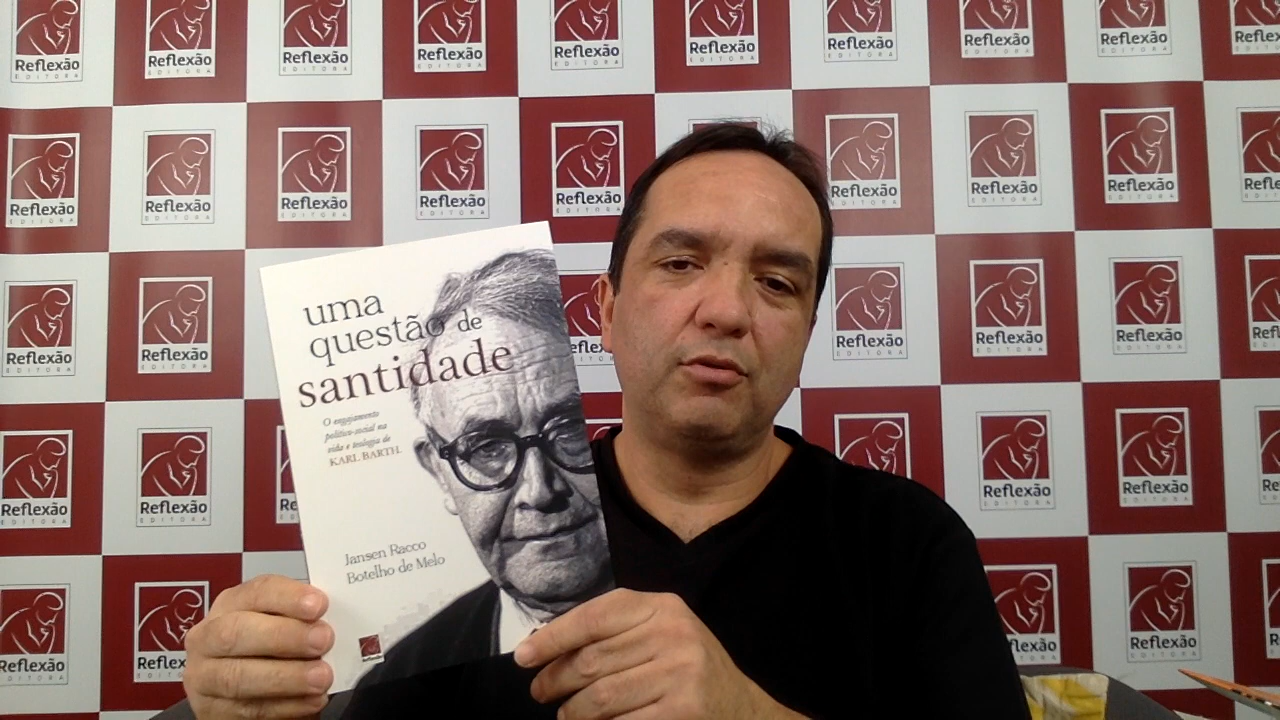 uma
questão de
santidade
O engajamento
político-social na
vida e teologia de
KARL BARTH.
Jansen Racco
Botelho de Melo
Reflexão
EDITORA